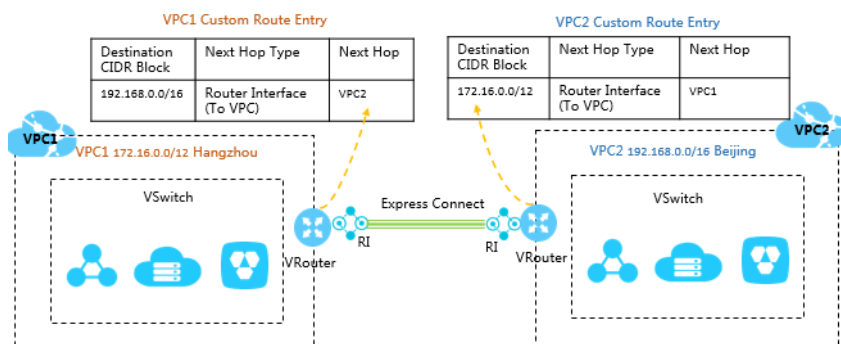 VPC1 Custom Route Entry
VPC2 Custom Route Entry
Destination
CIDR Block
Next Hop Type
Next Hop
192.168.0.0/16
Router Interface
(To VPC)
VPC2
Destination
CIDR Block
Next Hop Type
Next Hop
172.16.0.0/12
Router Interface
(To VPC)
VPC1
VPC1
VPC2
VPC1 172.16.0.0/12 Hangzhou
VPC2 192.168.0.0/16 Beijing
VSwitch
Express Connect
VSwitch
RI
RI
VRouter
VRouter